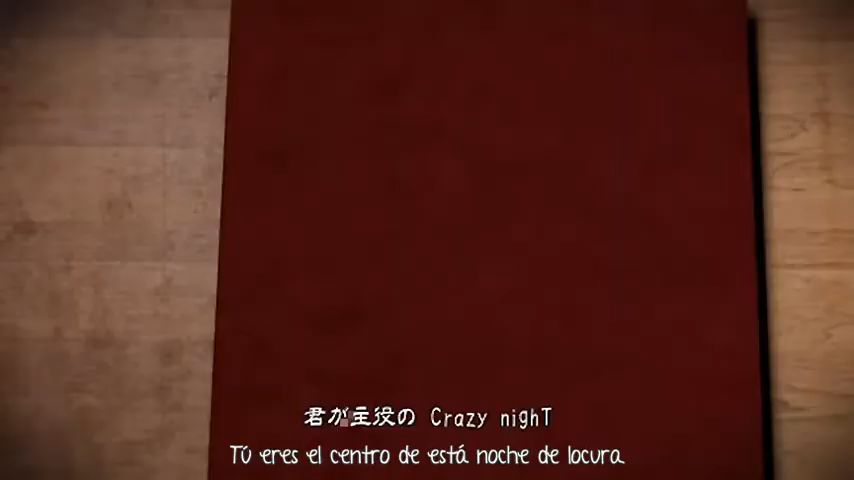 君が主役の Crazy nighT
Tú eres el centro de está noche de locura